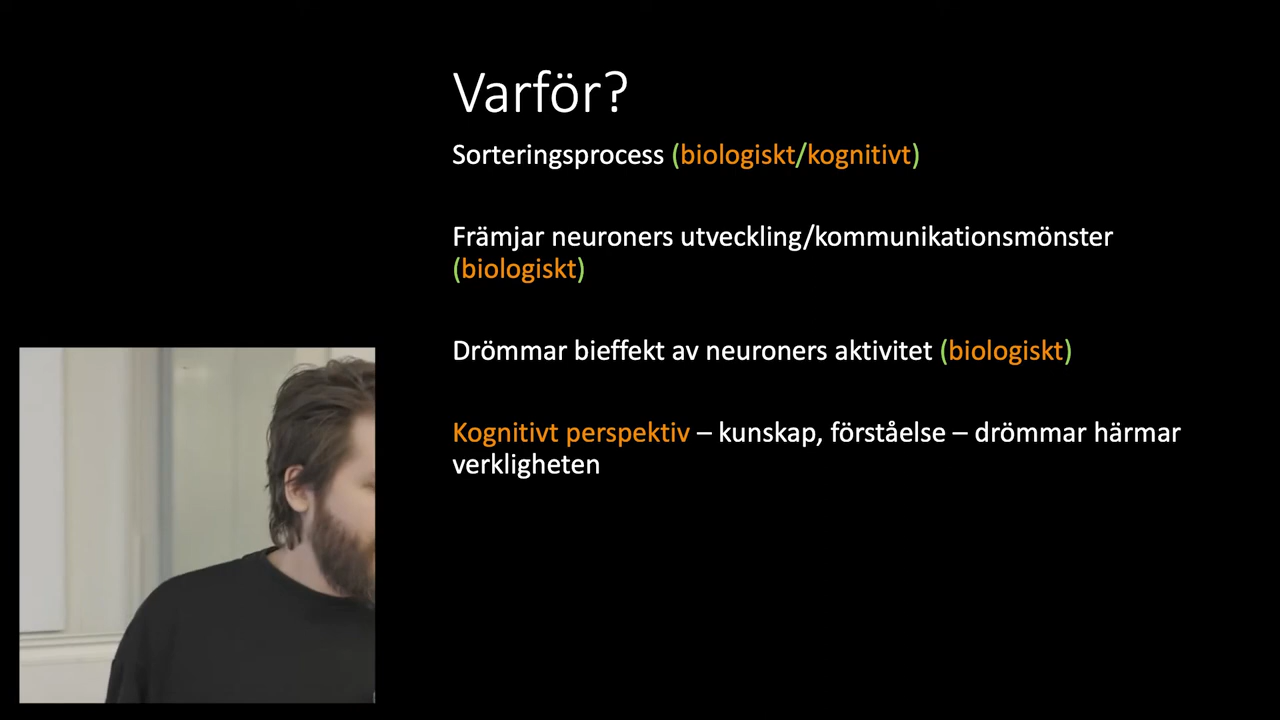 Varför?
Sorteringsprocess (biologiskt/kognitivt)
Främjar neuroners utveckling/kommunikationsmönster
(biologiskt)
Drömmar bieffekt av neuroners aktivitet (biologiskt)
Kognitivt perspektiv – kunskap, förståelse – drömmar härmar
verkligheten